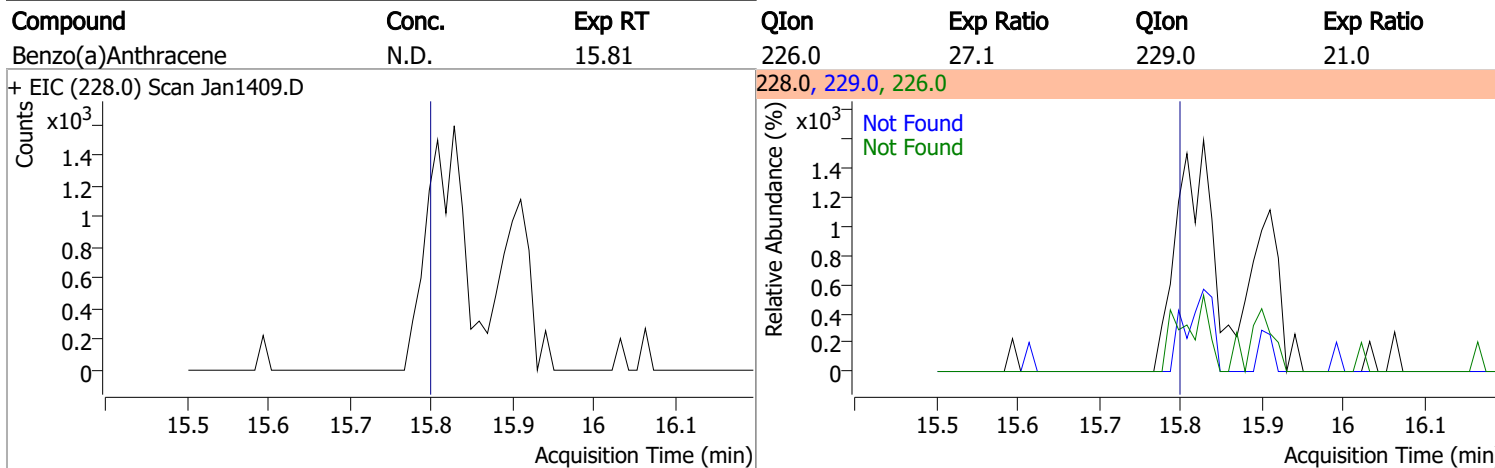 Compound Conc. Exp RT QIon Exp Ratio QIon Exp Ratio
Benzo(a)Anthracene N.D. 15.81 226.0 27.1 229.0 21.0
+ EIC (228.0) Scan Jan1409.D
Counts
x10³
1.4
1.2
1
0.8
0.6
0.4
0.2
0
15.5 15.6 15.7 15.8 15.9 16 16.1
Acquisition Time (min)
228.0, 229.0, 226.0
Relative Abundance (%)
x10³
Not Found
Not Found
1.4
1.2
1
0.8
0.6
0.4
0.2
0
15.5 15.6 15.7 15.8 15.9 16 16.1
Acquisition Time (min